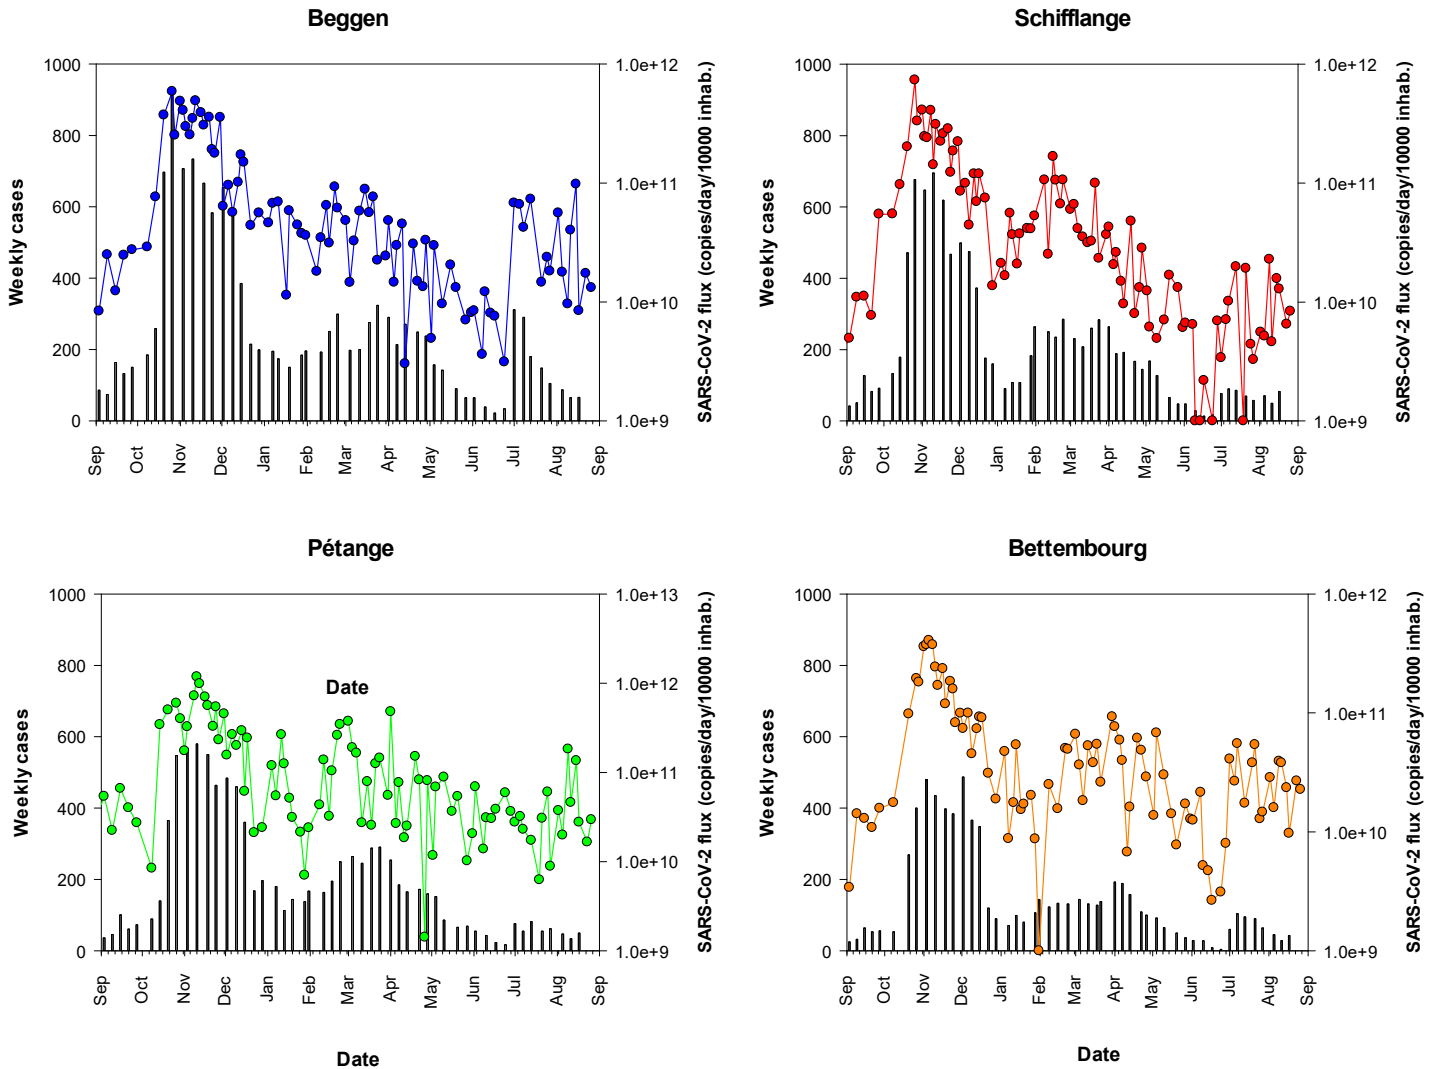 Beggen
Weekly cases
1000
800
600
400
200
0
1.0e+12
1.0e+11
1.0e+10
1.0e+9
SARS-CoV-2 flux (copies/day/10000 inhab.)
Sep Oct Nov Dec Jan Feb Mar Apr May Jun Jul Aug Sep
Schifflange
Weekly cases
1000
800
600
400
200
0
1.0e+12
1.0e+11
1.0e+10
1.0e+9
SARS-CoV-2 flux (copies/day/10000 inhab.)
Sep Oct Nov Dec Jan Feb Mar Apr May Jun Jul Aug Sep
Pétange
Weekly cases
1000
800
600
400
200
0
Date
1.0e+13
1.0e+12
1.0e+11
1.0e+10
1.0e+9
SARS-CoV-2 flux (copies/day/10000 inhab.)
Sep Oct Nov Dec Jan Feb Mar Apr May Jun Jul Aug Sep
Date
Bettembourg
Weekly cases
1000
800
600
400
200
0
1.0e+12
1.0e+11
1.0e+10
1.0e+9
SARS-CoV-2 flux (copies/day/10000 inhab.)
Sep Oct Nov Dec Jan Feb Mar Apr May Jun Jul Aug Sep
Date